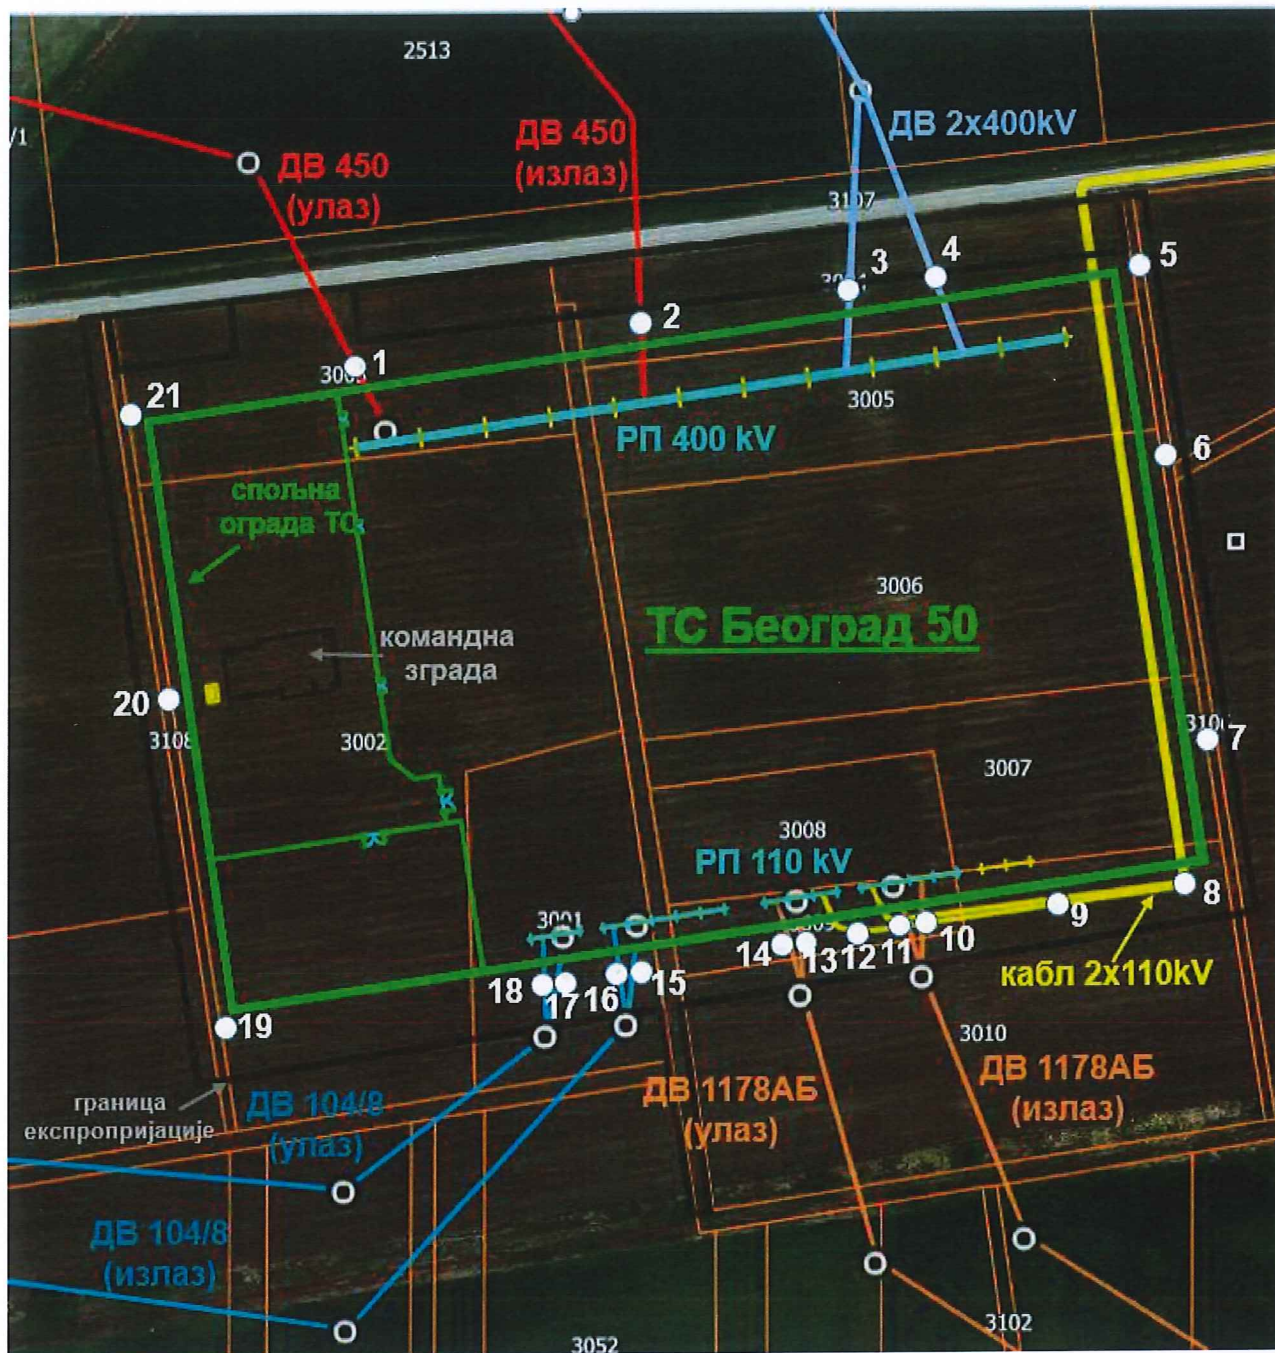 2513
/1
ДВ 450
(излаз)
ДВ 2x400kV
ДВ 450
(улаз)
3107
5
4
3
2
1
21
3005
РП 400 kV
6
спољна
ограда ТС
3006
ТС Београд 50
командна
зграда
20
3108
3002
7
3007
3008
РП 110 kV
8
9
10
11
12
13
14
3001
15
16
17
18
19
кабл 2x110kV
3010
граница
експропријације
ДВ 104/8
(улаз)
ДВ 1178АБ
(улаз)
ДВ 1178АБ
(излаз)
ДВ 104/8
(излаз)
3102
3052